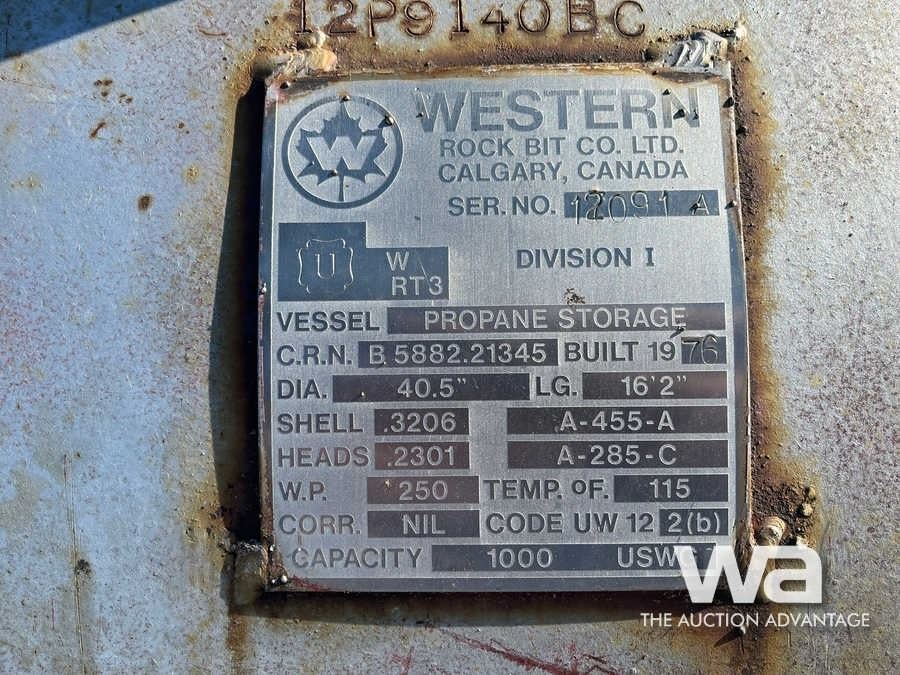 12P9140BC
W
WESTERN
ROCK BIT CO. LTD.
CALGARY, CANADA
SER. NO. 12091 A
U
W
RT3
DIVISION I
VESSEL PROPANE STORAGE
C.R.N. B 5882.21345 BUILT 19 76
DIA. 40.5" LG. 16'2"
SHELL .3206 A-455-A
HEADS .2301 A-285-C
W.P. 250 TEMP. °F. 115
CORR. NIL CODE UW 12 2(b)
CAPACITY 1000 USWG
wa
THE AUCTION ADVANTAGE